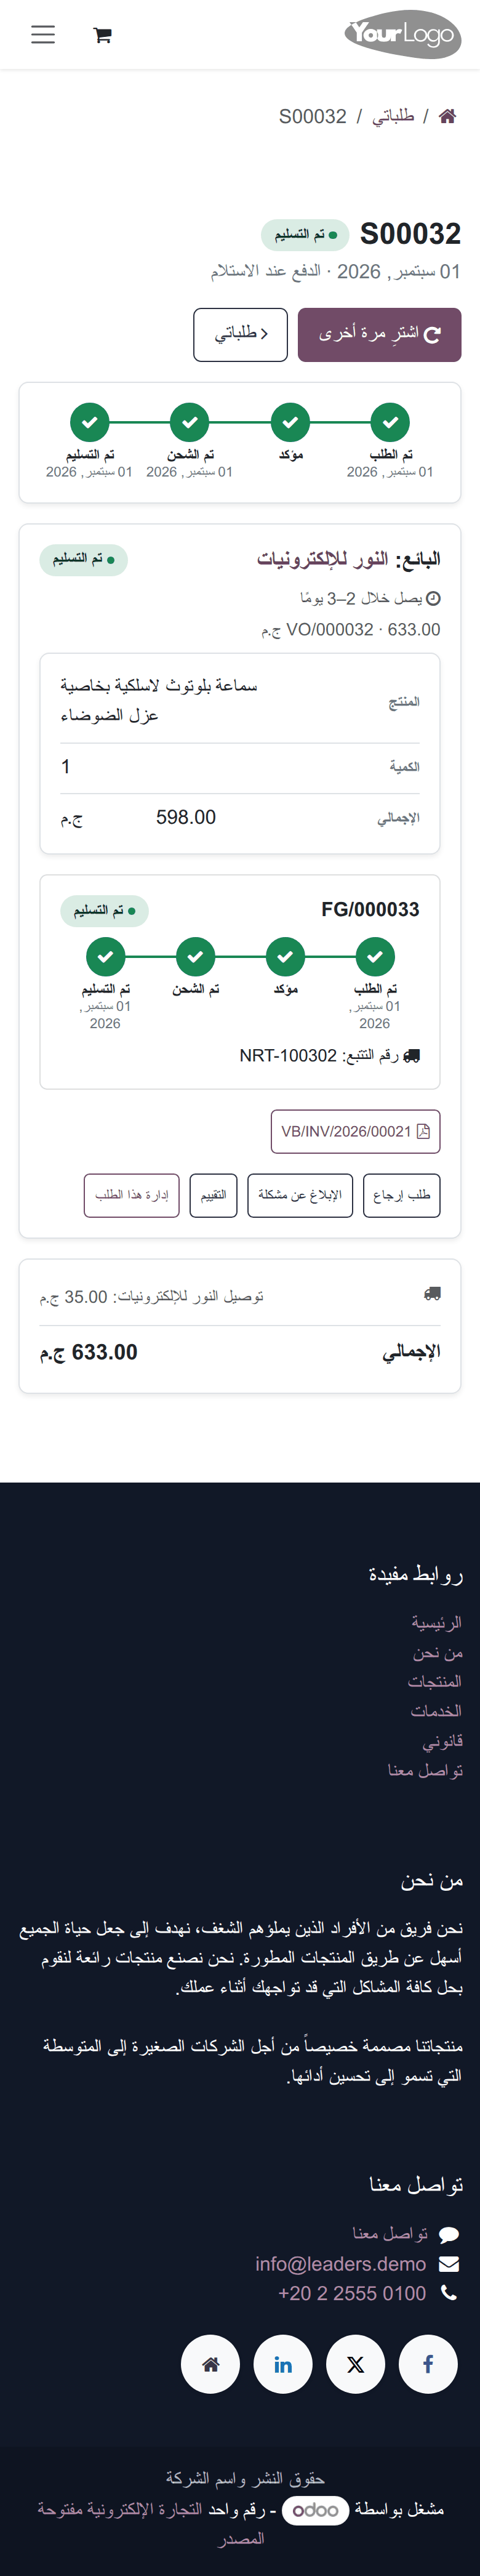 YourLogo
/ طلباتي / S00032
S00032 تم التسليم
01 سبتمبر, 2026 · الدفع عند الاستلام
اشترِ مرة أخرى
طلباتي
تم الطلب
01 سبتمبر, 2026
مؤكد
تم الشحن
01 سبتمبر, 2026
تم التسليم
01 سبتمبر, 2026
البائع: النور للإلكترونيات
تم التسليم
يصل خلال 2–3 يومًا
VO/000032 · 633.00 ج.م
المنتج
سماعة بلوتوث لاسلكية بخاصية
عزل الضوضاء
الكمية
1
الإجمالي
598.00 ج.م
FG/000033
تم التسليم
تم الطلب
01 سبتمبر,
2026
مؤكد
تم الشحن
تم التسليم
01 سبتمبر,
2026
رقم التتبع: NRT-100302
VB/INV/2026/00021
طلب إرجاع
الإبلاغ عن مشكلة
التقييم
إدارة هذا الطلب
توصيل النور للإلكترونيات: 35.00 ج.م
الإجمالي
633.00 ج.م
روابط مفيدة
الرئيسية
من نحن
المنتجات
الخدمات
قانوني
تواصل معنا
من نحن
نحن فريق من الأفراد الذين يملؤهم الشغف، نهدف إلى جعل حياة الجميع
أسهل عن طريق المنتجات المطورة. نحن نصنع منتجات رائعة لنقوم
بحل كافة المشاكل التي قد تواجهك أثناء عملك.
منتجاتنا مصممة خصيصاً من أجل الشركات الصغيرة إلى المتوسطة
التي تسمو إلى تحسين أدائها.
تواصل معنا
تواصل معنا
info@leaders.demo
+20 2 2555 0100
حقوق النشر واسم الشركة
مشغل بواسطة odoo - رقم واحد التجارة الإلكترونية مفتوحة
المصدر